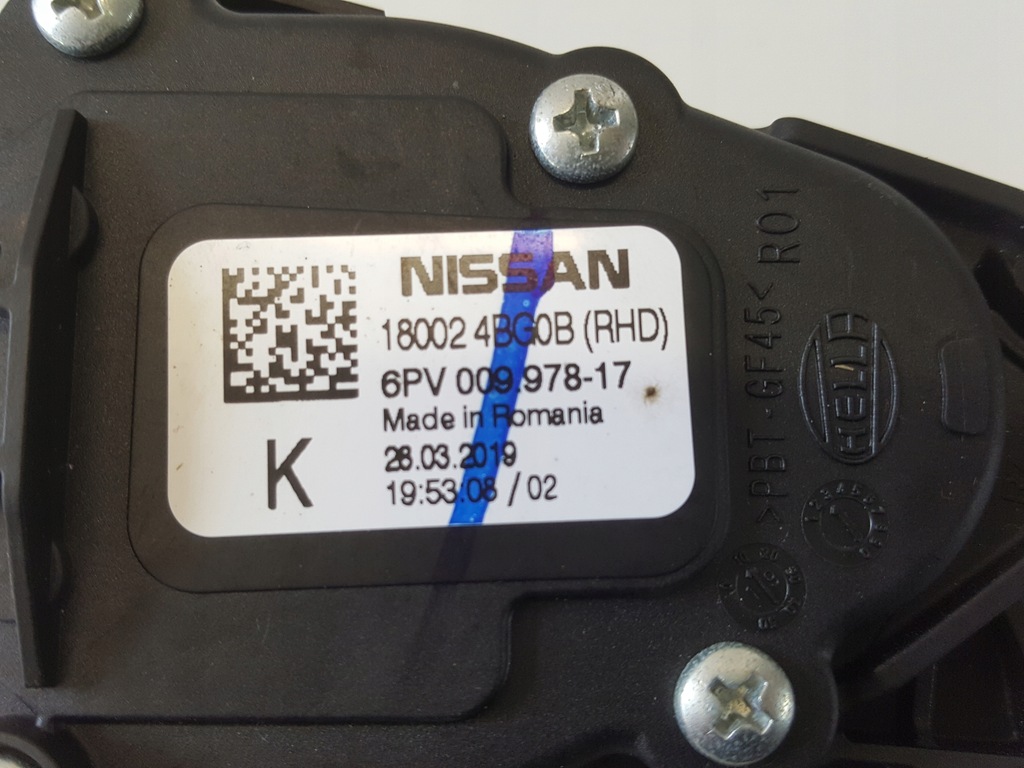 NISSAN
18002 4BG0B (RHD)
6PV 009.978-17
Made in Romania
28.03.2019
19:53:08 / 02
K
>PBT-GF45< R01
HELLA